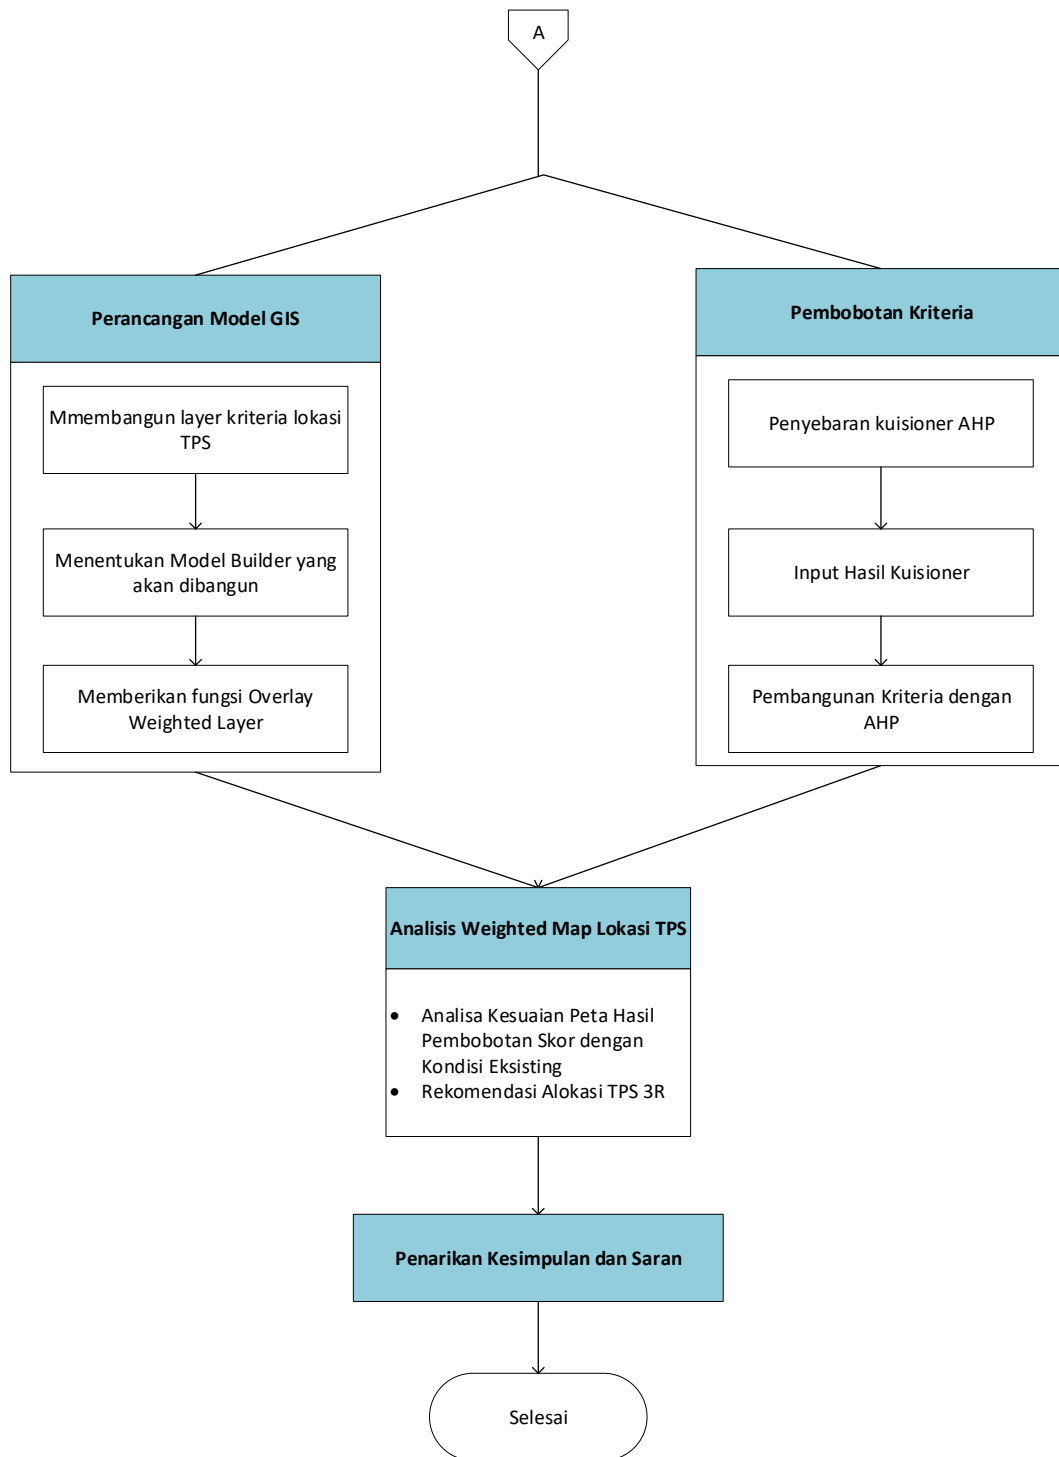 A
Perancangan Model GIS
Mmembangun layer kriteria lokasi
TPS
Menentukan Model Builder yang
akan dibangun
Memberikan fungsi Overlay
Weighted Layer
Pembobotan Kriteria
Penyebaran kuisioner AHP
Input Hasil Kuisioner
Pembangunan Kriteria dengan
AHP
Analisis Weighted Map Lokasi TPS
• Analisa Kesuaian Peta Hasil
Pembobotan Skor dengan
Kondisi Eksisting
• Rekomendasi Alokasi TPS 3R
Penarikan Kesimpulan dan Saran
Selesai